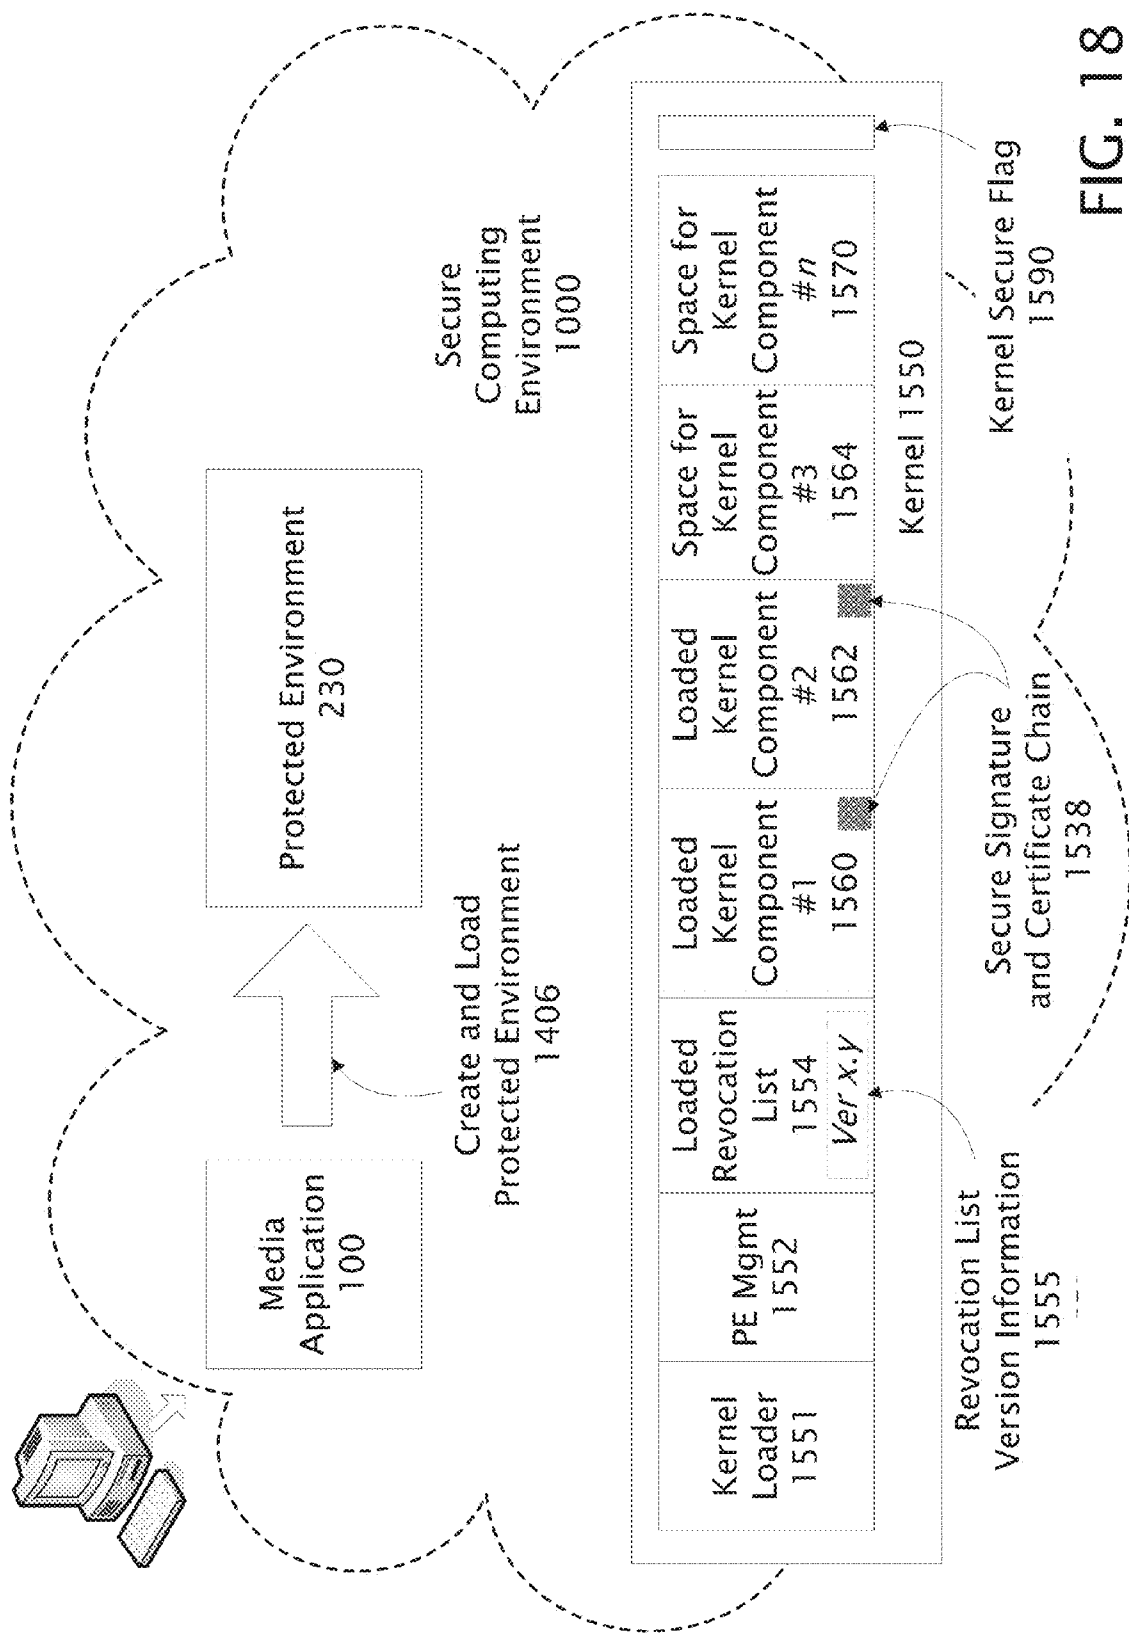 Media
Application
100
Protected Environment
230
Create and Load
Protected Environment
1406
Secure
Computing
Environment
1000
Kernel
Loader
1551
PE Mgmt
1552
Loaded
Revocation
List
1554
Ver x.y
Loaded
Kernel
Component
#1
1560
Loaded
Kernel
Component
#2
1562
Space for
Kernel
Component
#3
1564
Space for
Kernel
Component
#n
1570
Kernel 1550
Revocation List
Version Information
1555
Secure Signature
and Certificate Chain
1538
Kernel Secure Flag
1590
FIG. 18